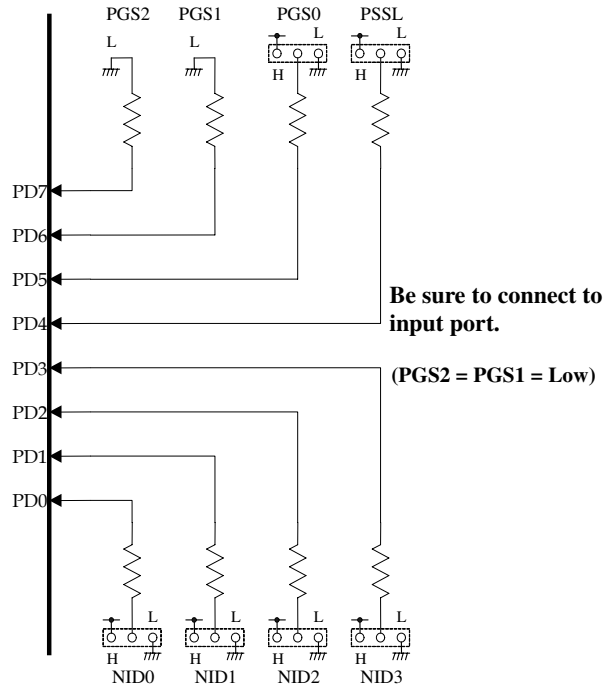 PGS2 PGS1 PGS0 PSSL
L L L L
H H
PD7
PD6
PD5
PD4
Be sure to connect to
input port.
PD3
(PGS2 = PGS1 = Low)
PD2
PD1
PD0
L L L L
H H H H
NID0 NID1 NID2 NID3